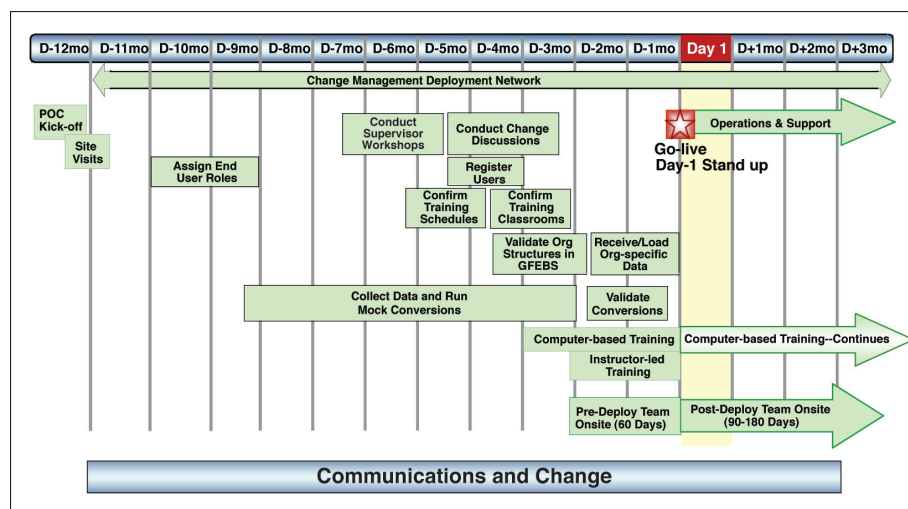 D-12mo D-11mo D-10mo D-9mo D-8mo D-7mo D-6mo D-5mo D-4mo D-3mo D-2mo D-1mo Day 1 D+1mo D+2mo D+3mo
Change Management Deployment Network
POC
Kick-off
Site
Visits
Assign End
User Roles
Conduct
Supervisor
Workshops
Conduct Change
Discussions
Register
Users
Confirm
Training
Schedules
Confirm
Training
Classrooms
Operations & Support
Go-live
Day-1 Stand up
Validate Org
Structures in
GFEBS
Receive/Load
Org-specific
Data
Collect Data and Run
Mock Conversions
Validate
Conversions
Computer-based Training
Computer-based Training--Continues
Instructor-led
Training
Pre-Deploy Team
Onsite (60 Days)
Post-Deploy Team Onsite
(90-180 Days)
Communications and Change